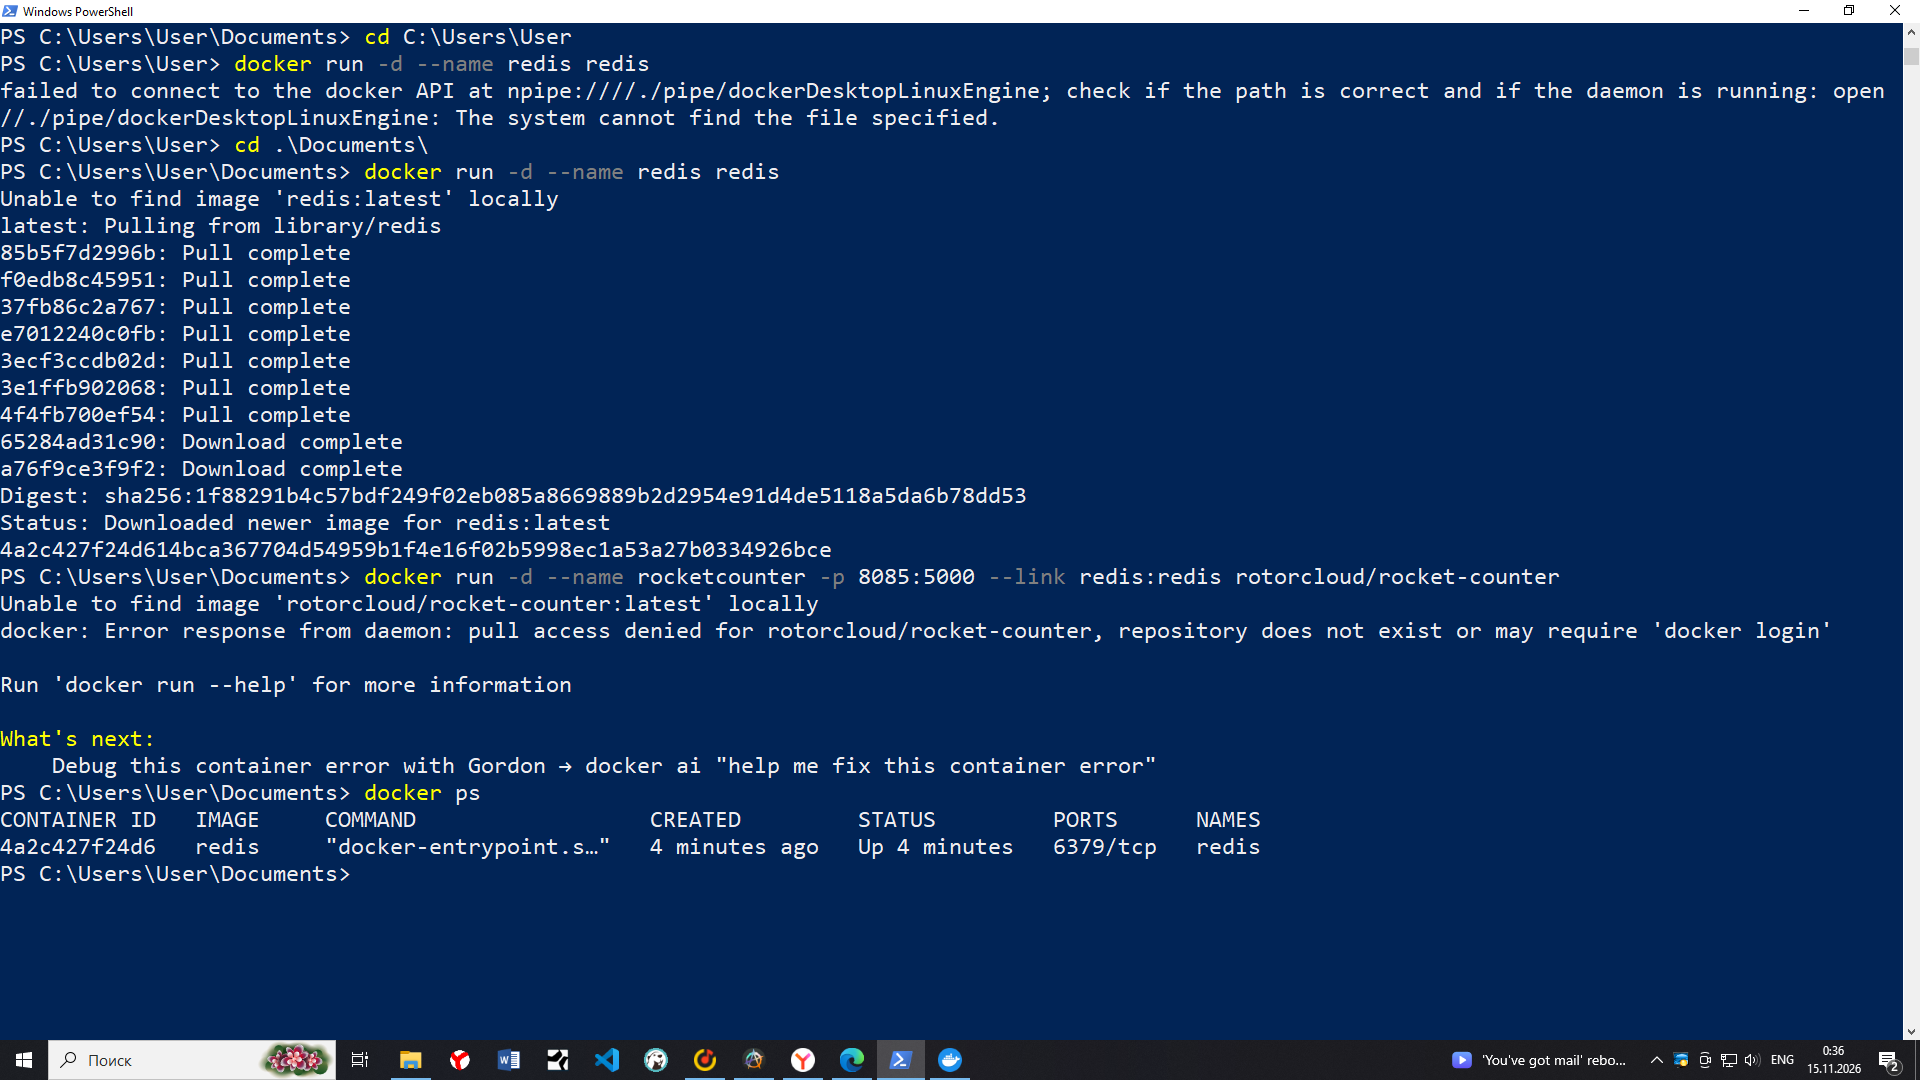 Windows PowerShell
PS C:\Users\User\Documents> cd C:\Users\User
PS C:\Users\User> docker run -d --name redis redis
failed to connect to the docker API at npipe:////./pipe/dockerDesktopLinuxEngine; check if the path is correct and if the daemon is running: open
//./pipe/dockerDesktopLinuxEngine: The system cannot find the file specified.
PS C:\Users\User> cd .\Documents\
PS C:\Users\User\Documents> docker run -d --name redis redis
Unable to find image 'redis:latest' locally
latest: Pulling from library/redis
85b5f7d2996b: Pull complete
f0edb8c45951: Pull complete
37fb86c2a767: Pull complete
e7012240c0fb: Pull complete
3ecf3ccdb02d: Pull complete
3e1ffb902068: Pull complete
4f4fb700ef54: Pull complete
65284ad31c90: Download complete
a76f9ce3f9f2: Download complete
Digest: sha256:1f88291b4c57bdf249f02eb085a8669889b2d2954e91d4de5118a5da6b78dd53
Status: Downloaded newer image for redis:latest
4a2c427f24d614bca367704d54959b1f4e16f02b5998ec1a53a27b0334926bce
PS C:\Users\User\Documents> docker run -d --name rocketcounter -p 8085:5000 --link redis:redis rotorcloud/rocket-counter
Unable to find image 'rotorcloud/rocket-counter:latest' locally
docker: Error response from daemon: pull access denied for rotorcloud/rocket-counter, repository does not exist or may require 'docker login'
Run 'docker run --help' for more information
What's next:
Debug this container error with Gordon → docker ai "help me fix this container error"
PS C:\Users\User\Documents> docker ps
CONTAINER ID IMAGE COMMAND CREATED STATUS PORTS NAMES
4a2c427f24d6 redis "docker-entrypoint.s…" 4 minutes ago Up 4 minutes 6379/tcp redis
PS C:\Users\User\Documents>
Поиск
'You've got mail' rebo...
ENG
0:36
15.11.2026
2